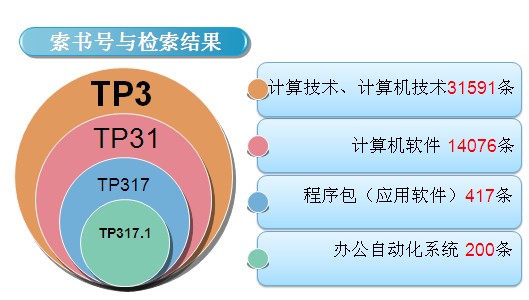 索书号与检索结果
TP3
TP31
TP317
TP317.1
计算技术、计算机技术31591条
计算机软件 14076条
程序包（应用软件）417条
办公自动化系统 200条